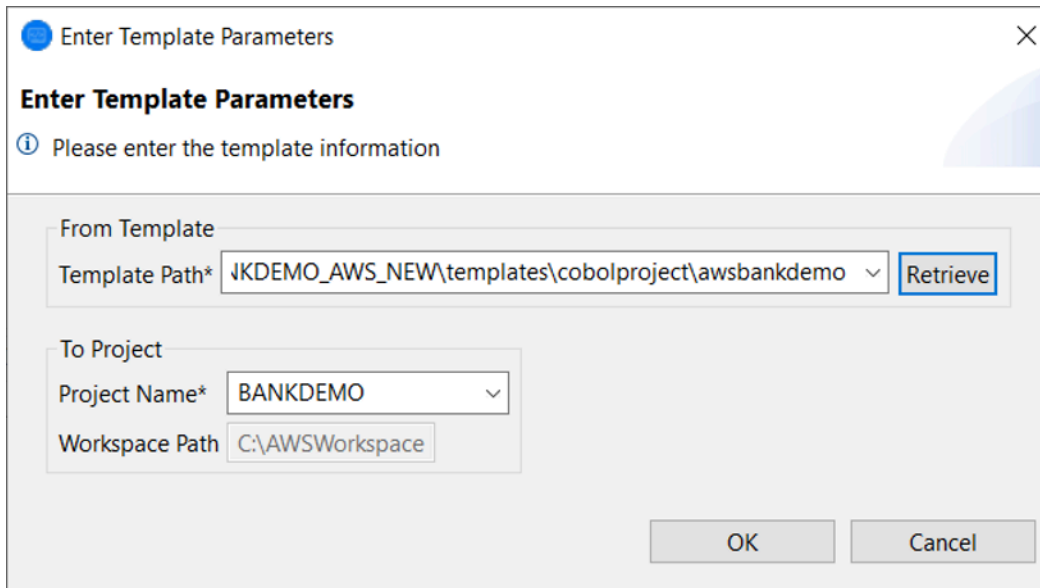 Enter Template Parameters
Enter Template Parameters
Please enter the template information
From Template
Template Path* \KDEMO_AWS_NEW\templates\cobolproject\awsbankdemo Retrieve
To Project
Project Name* BANKDEMO
Workspace Path C:\AWSWorkspace
OK Cancel